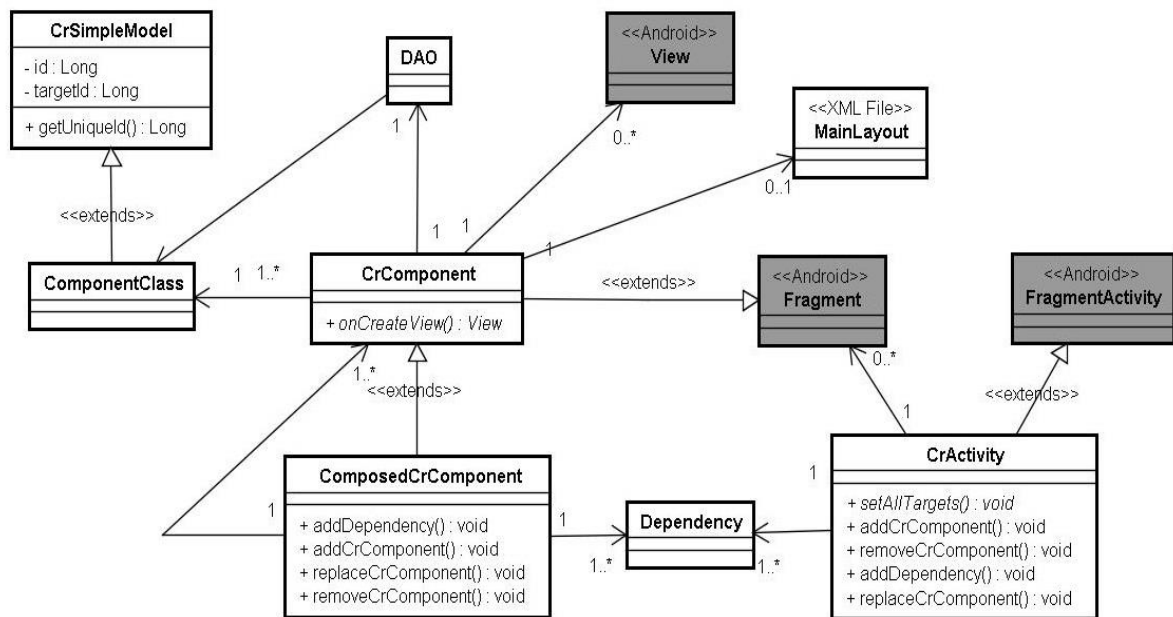 CrSimpleModel
- id : Long
- targetId : Long
+ getUniqueId() : Long
DAO
<<Android>>
View
<<XML File>>
MainLayout
1
0..*
0..1
<<extends>>
1
1
1
ComponentClass
1
1..*
CrComponent
+ onCreateView() : View
<<extends>>
<<Android>>
Fragment
<<Android>>
FragmentActivity
1..*
<<extends>>
0..*
1
<<extends>>
ComposedCrComponent
+ addDependency() : void
+ addCrComponent() : void
+ replaceCrComponent() : void
+ removeCrComponent() : void
1
1
Dependency
1..*
1..*
1
CrActivity
+ setAllTargets() : void
+ addCrComponent() : void
+ removeCrComponent() : void
+ addDependency() : void
+ replaceCrComponent() : void